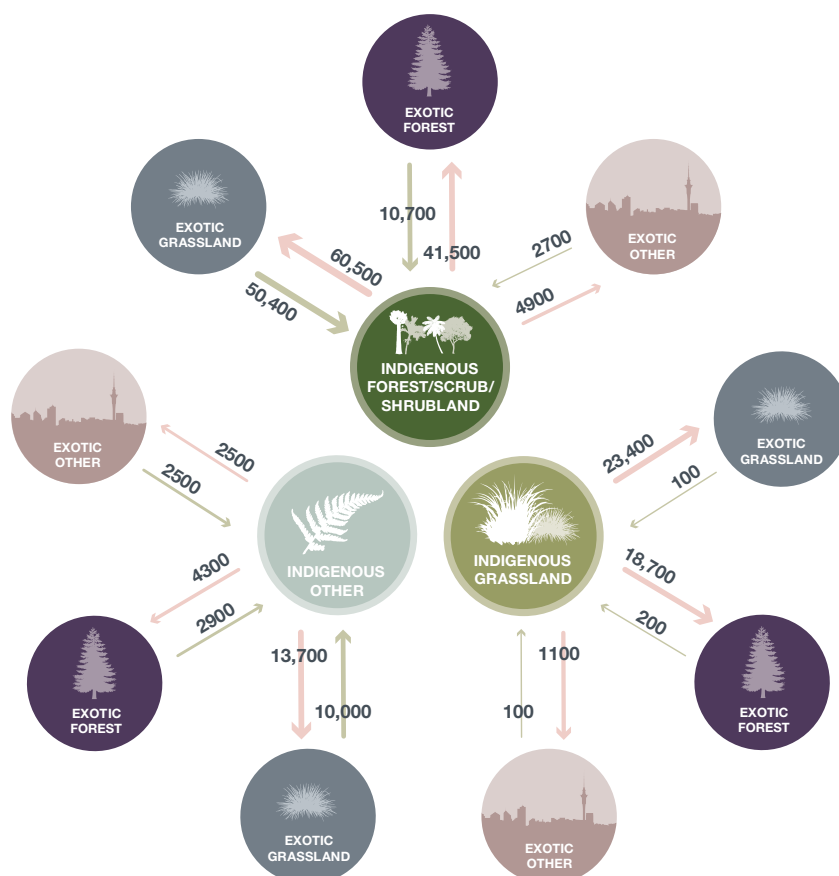 EXOTIC
FOREST
EXOTIC
GRASSLAND
EXOTIC
OTHER
10,700
41,500
60,500
50,400
2700
4900
INDIGENOUS
FOREST/SCRUB/
SHRUBLAND
EXOTIC
OTHER
2500
2500
EXOTIC
GRASSLAND
23,400
100
INDIGENOUS
OTHER
INDIGENOUS
GRASSLAND
4300
2900
18,700
200
EXOTIC
FOREST
13,700
10,000
1100
100
EXOTIC
FOREST
EXOTIC
GRASSLAND
EXOTIC
OTHER